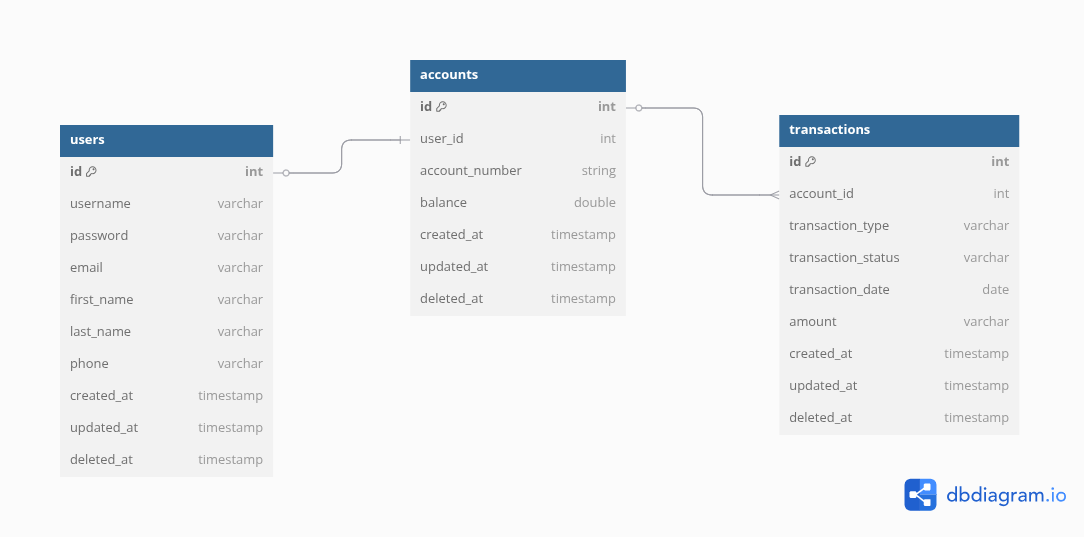 users
id int
username varchar
password varchar
email varchar
first_name varchar
last_name varchar
phone varchar
created_at timestamp
updated_at timestamp
deleted_at timestamp
accounts
id int
user_id int
account_number string
balance double
created_at timestamp
updated_at timestamp
deleted_at timestamp
transactions
id int
account_id int
transaction_type varchar
transaction_status varchar
transaction_date date
amount varchar
created_at timestamp
updated_at timestamp
deleted_at timestamp
dbdiagram.io